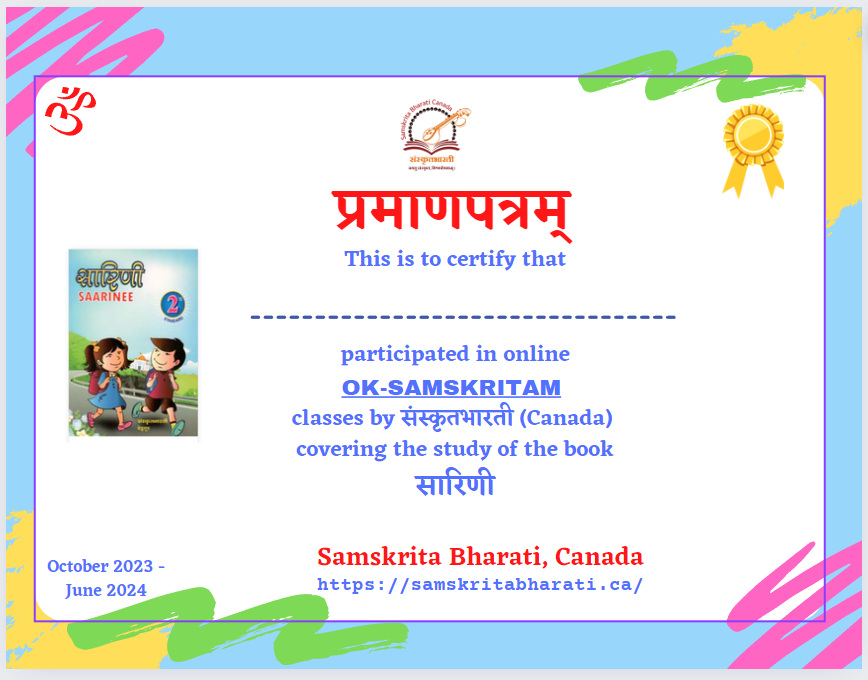 ॐ
Samskrita Bharati Canada
संस्कृतभारती
प्रमाणपत्रम्
This is to certify that
---------------------------------
सारिणी
SAARINEE
2
participated in online
OK-SAMSKRITAM
classes by संस्कृतभारती (Canada)
covering the study of the book
सारिणी
Samskrita Bharati, Canada
https://samskritabharati.ca/
October 2023 -
June 2024